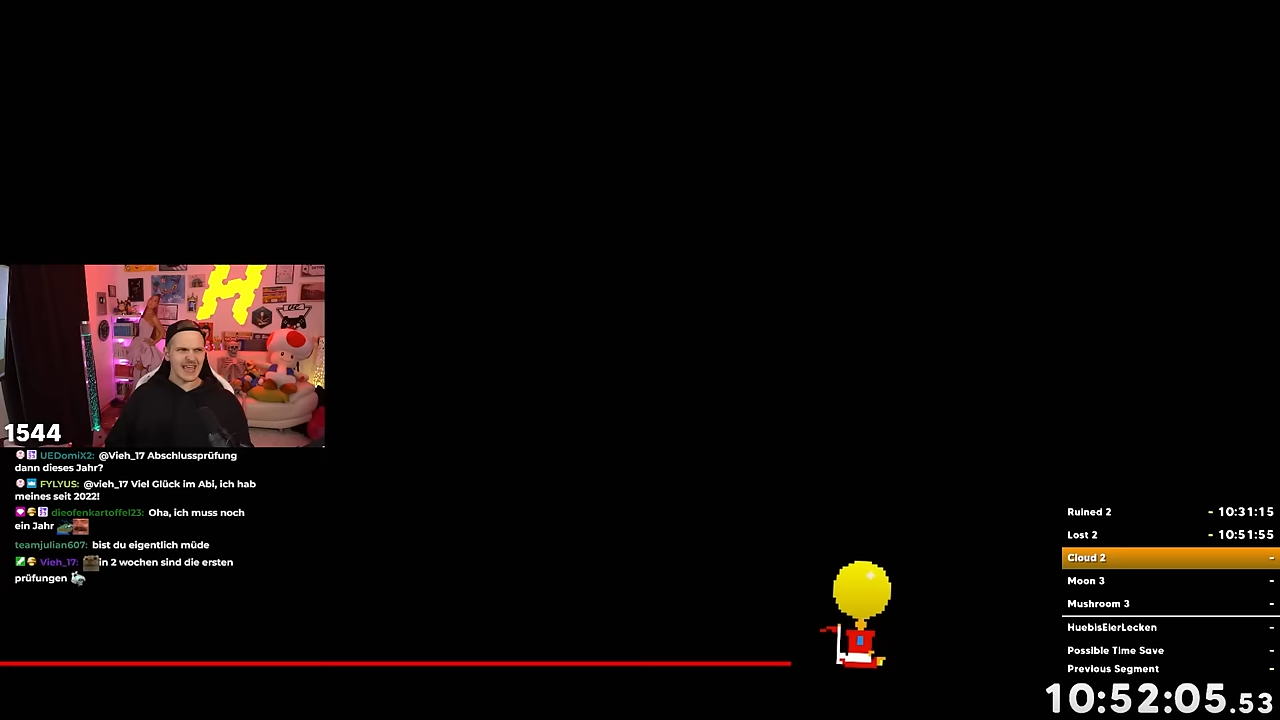 1544
UEDomiX2: @Vieh_17 Abschlussprüfung
dann dieses Jahr?
FYLYUS: @vieh_17 Viel Glück im Abi, ich hab
meines seit 2022!
dieofenkartoffel23: Oha, ich muss noch
ein Jahr
teamjulian607: bist du eigentlich müde
Vieh_17: in 2 wochen sind die ersten
prüfungen
Ruined 2 - 10:31:15
Lost 2 - 10:51:55
Cloud 2 -
Moon 3 -
Mushroom 3 -
HuebisEierLecken -
Possible Time Save -
Previous Segment -
10:52:05.53